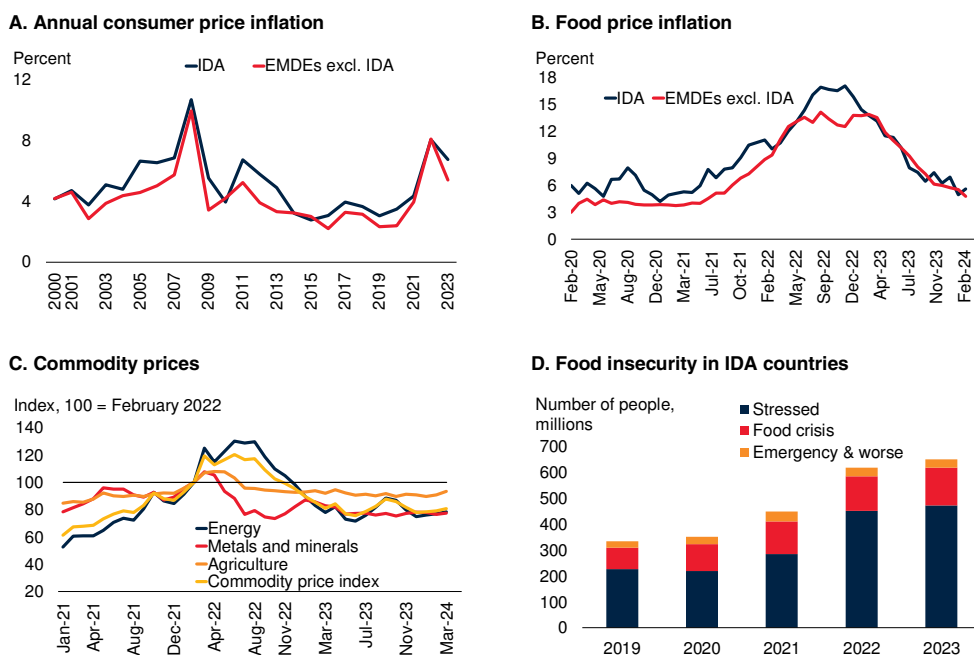 A. Annual consumer price inflation
Percent
IDA EMDEs excl. IDA
12
8
4
0
2000 2001 2003 2005 2007 2009 2011 2013 2015 2017 2019 2021 2023
B. Food price inflation
Percent
IDA EMDEs excl. IDA
18
15
12
9
6
3
0
Feb-20 May-20 Aug-20 Dec-20 Mar-21 Jul-21 Oct-21 Feb-22 May-22 Sep-22 Dec-22 Apr-23 Jul-23 Nov-23 Feb-24
C. Commodity prices
Index, 100 = February 2022
140
120
100
80
60
40
20
Energy
Metals and minerals
Agriculture
Commodity price index
Jan-21 Apr-21 Aug-21 Dec-21 Apr-22 Aug-22 Nov-22 Mar-23 Jul-23 Nov-23 Mar-24
D. Food insecurity in IDA countries
Number of people,
millions
Stressed
Food crisis
Emergency & worse
700
600
500
400
300
200
100
0
2019 2020 2021 2022 2023